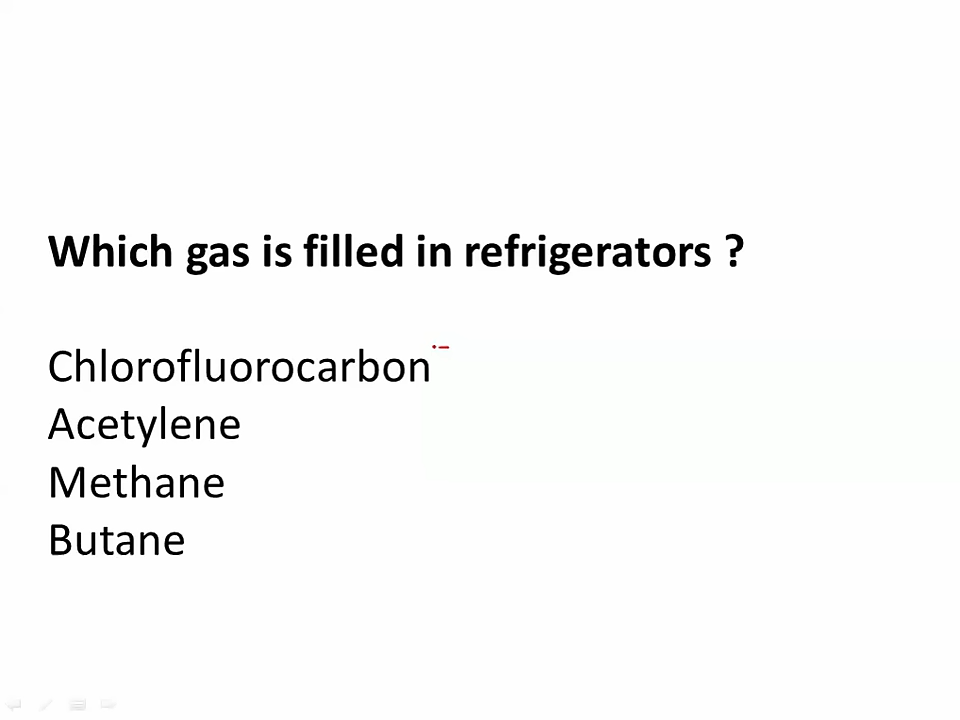 Which gas is filled in refrigerators ?
Chlorofluorocarbon
Acetylene
Methane
Butane